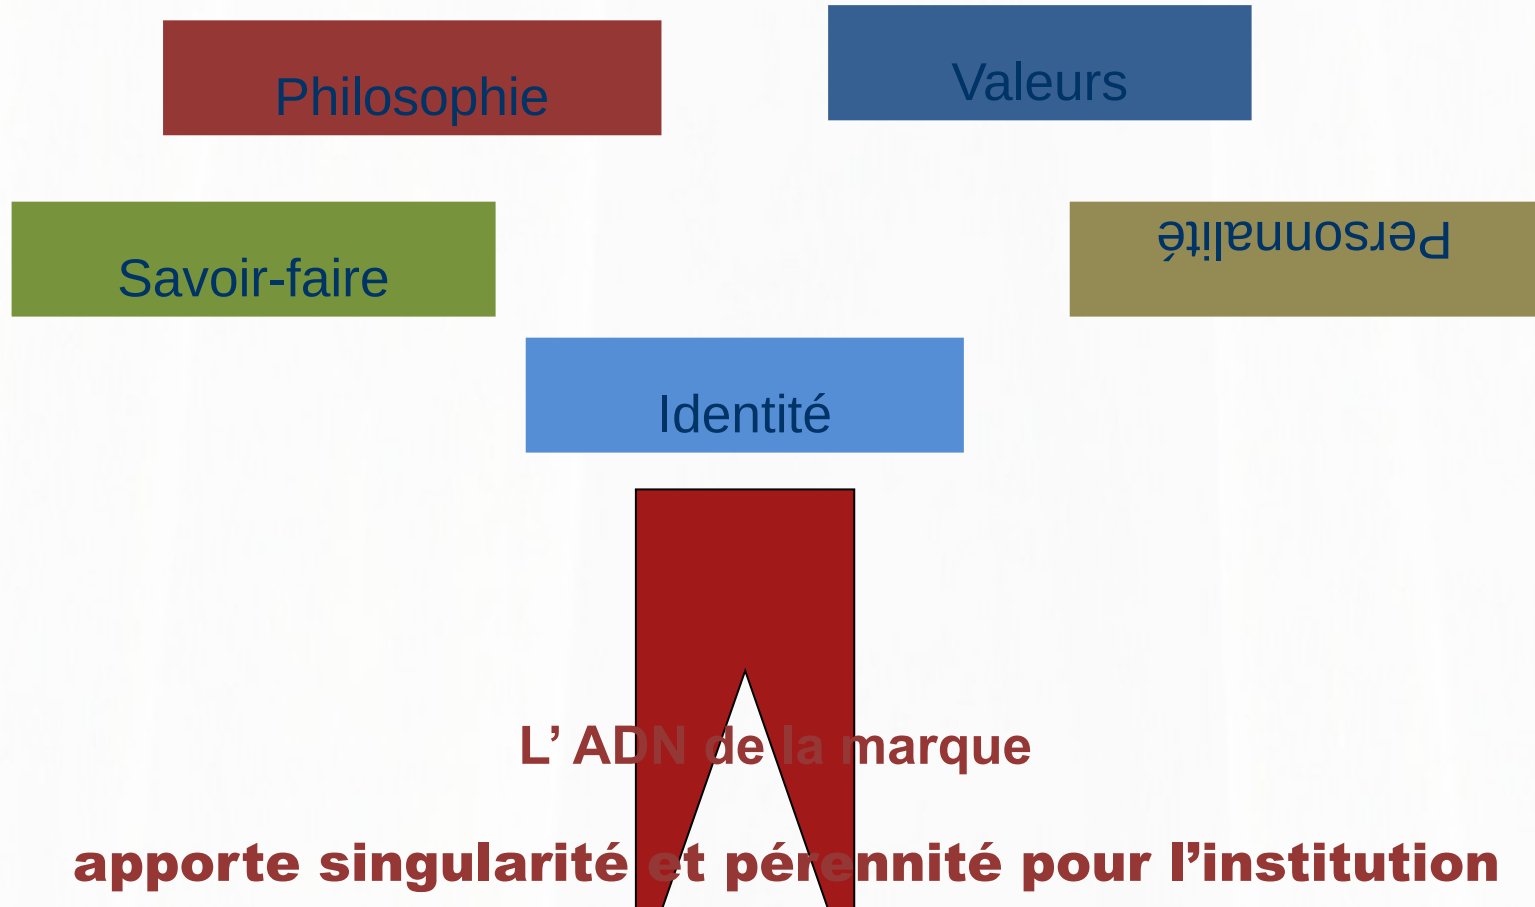 Philosophie
Valeurs
Savoir-faire
Personnalité
Identité
L’ ADN de la marque
apporte singularité et pérennité pour l’institution